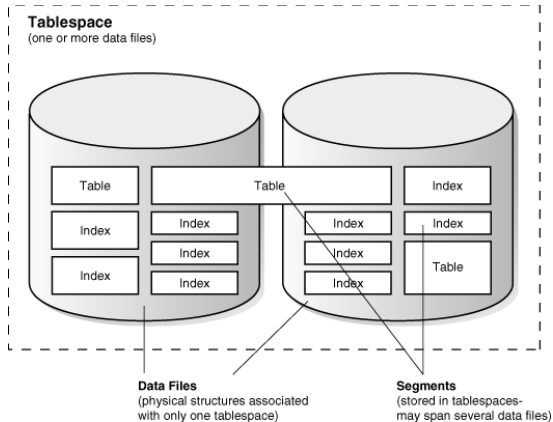 Tablespace
(one or more data files)
Table
Table
Index
Index
Index
Index
Index
Index
Index
Index
Table
Index
Index
Index
Data Files
(physical structures associated
with only one tablespace)
Segments
(stored in tablespaces-
may span several data files)